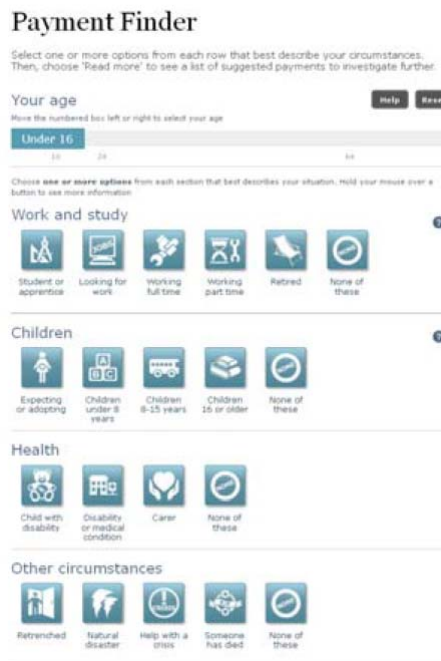 Payment Finder
Select one or more options from each row that best describe your circumstances.
Then, choose 'Read more' to see a list of suggested payments to investigate further.
Your age
Help
Move the numbered box left or right to select your age
Under 16
Choose one or more options from each section that best describes your situation. Hold your mouse over a
button to see more information
Work and study
Student or apprentice
Looking for work
Working full time
Working part time
Retired
None of these
Children
Expecting or adopting
Children under 8 years
Children 8-15 years
Children 16 or older
None of these
Health
Child with disability
Disability or medical condition
Carer
None of these
Other circumstances
Retrenched
Natural disaster
Help with a crisis
Someone has died
None of these